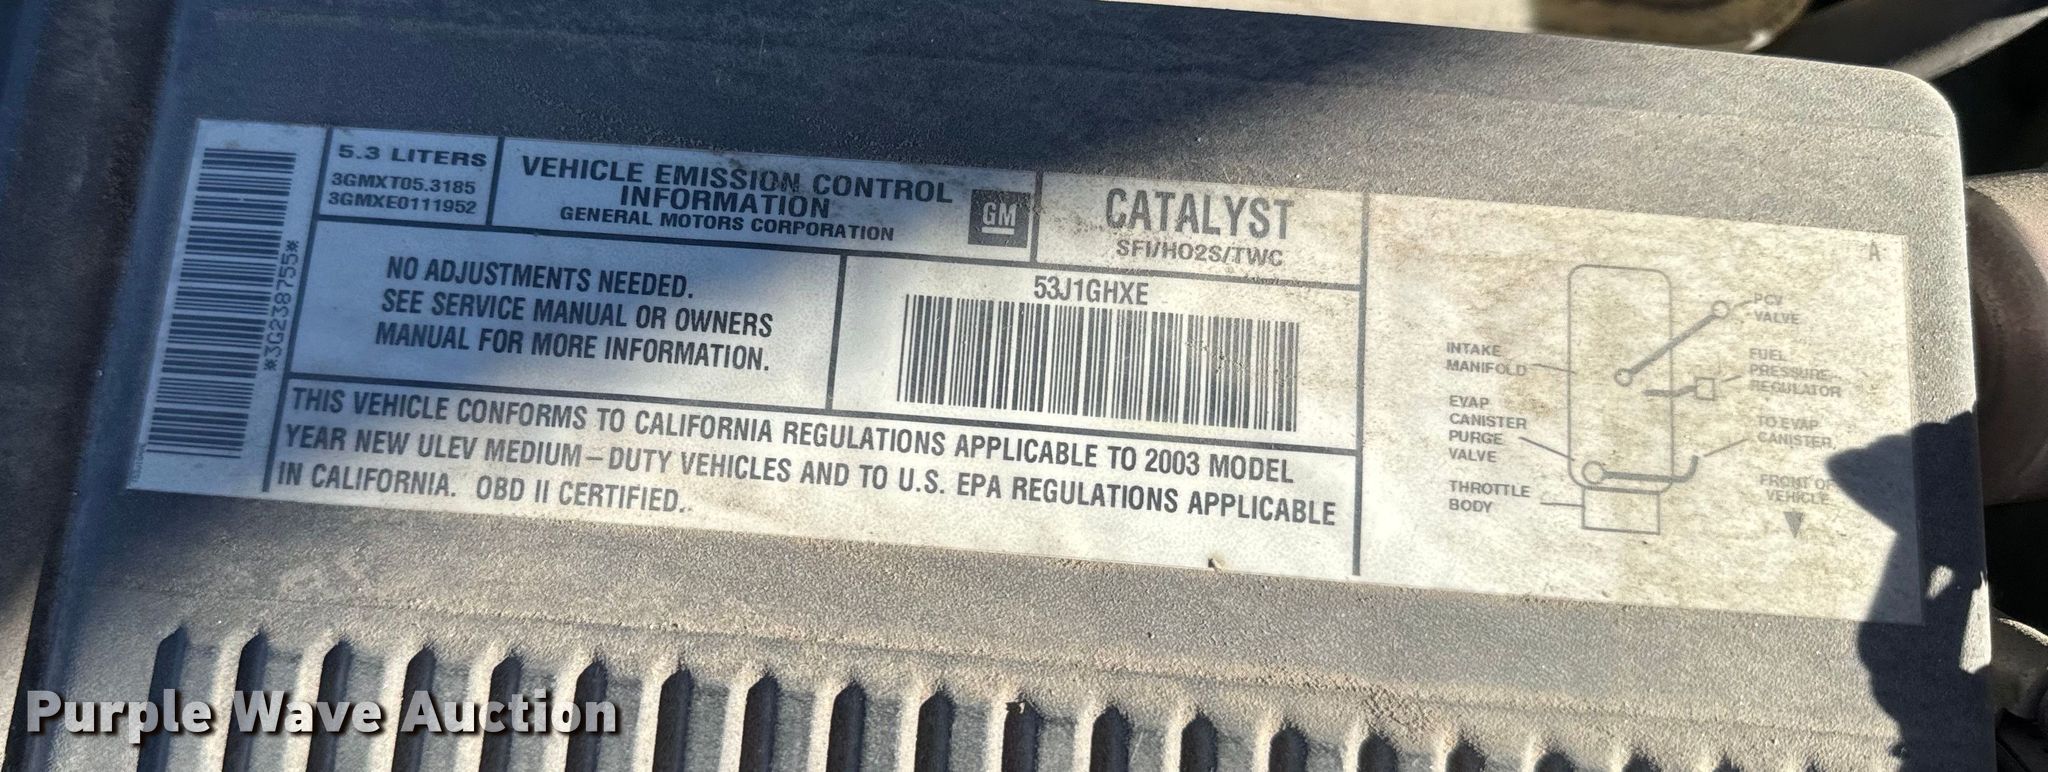 *3G2387555*
5.3 LITERS
3GMXT05.3185
3GMXE0111952
VEHICLE EMISSION CONTROL
INFORMATION
GENERAL MOTORS CORPORATION
GM
CATALYST
SFI/HO2S/TWC
NO ADJUSTMENTS NEEDED.
SEE SERVICE MANUAL OR OWNERS
MANUAL FOR MORE INFORMATION.
53J1GHXE
THIS VEHICLE CONFORMS TO CALIFORNIA REGULATIONS APPLICABLE TO 2003 MODEL
YEAR NEW ULEV MEDIUM-DUTY VEHICLES AND TO U.S. EPA REGULATIONS APPLICABLE
IN CALIFORNIA. OBD II CERTIFIED.
A
PCV
VALVE
INTAKE
MANIFOLD
FUEL
PRESSURE
REGULATOR
EVAP
CANISTER
PURGE
VALVE
TO EVAP
CANISTER
THROTTLE
BODY
FRONT OF
VEHICLE
Purple Wave Auction